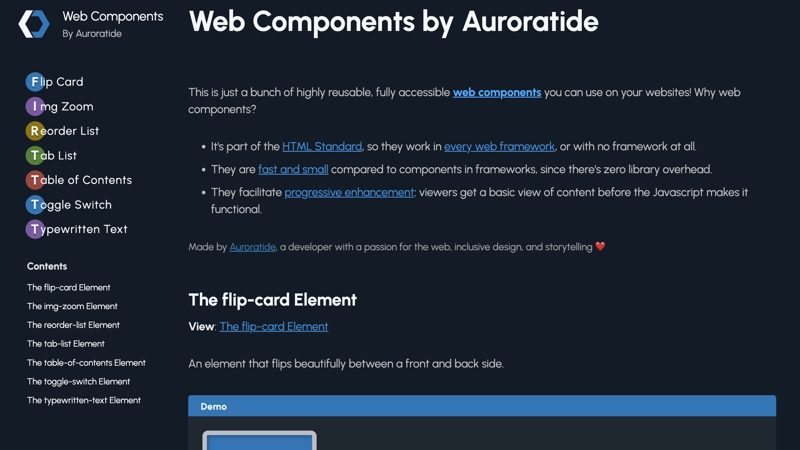 Web Components
By Auroratide
Flip Card
Img Zoom
Reorder List
Tab List
Table of Contents
Toggle Switch
Typewritten Text
Contents
The flip-card Element
The img-zoom Element
The reorder-list Element
The tab-list Element
The table-of-contents Element
The toggle-switch Element
The typewritten-text Element
Web Components by Auroratide
This is just a bunch of highly reusable, fully accessible web components you can use on your websites! Why web
components?
• It's part of the HTML Standard, so they work in every web framework, or with no framework at all.
• They are fast and small compared to components in frameworks, since there's zero library overhead.
• They facilitate progressive enhancement; viewers get a basic view of content before the Javascript makes it
functional.
Made by Auroratide, a developer with a passion for the web, inclusive design, and storytelling ❤️
The flip-card Element
View: The flip-card Element
An element that flips beautifully between a front and back side.
Demo